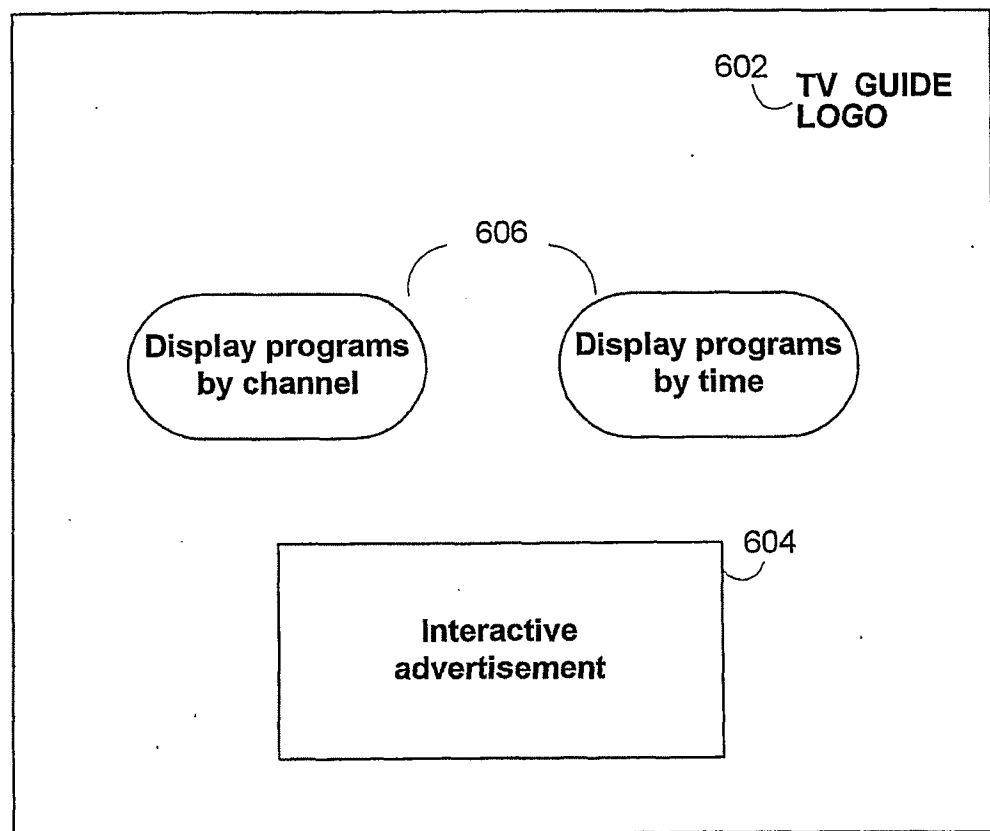 602
TV GUIDE
LOGO
606
Display programs
by channel
Display programs
by time
604
Interactive
advertisement